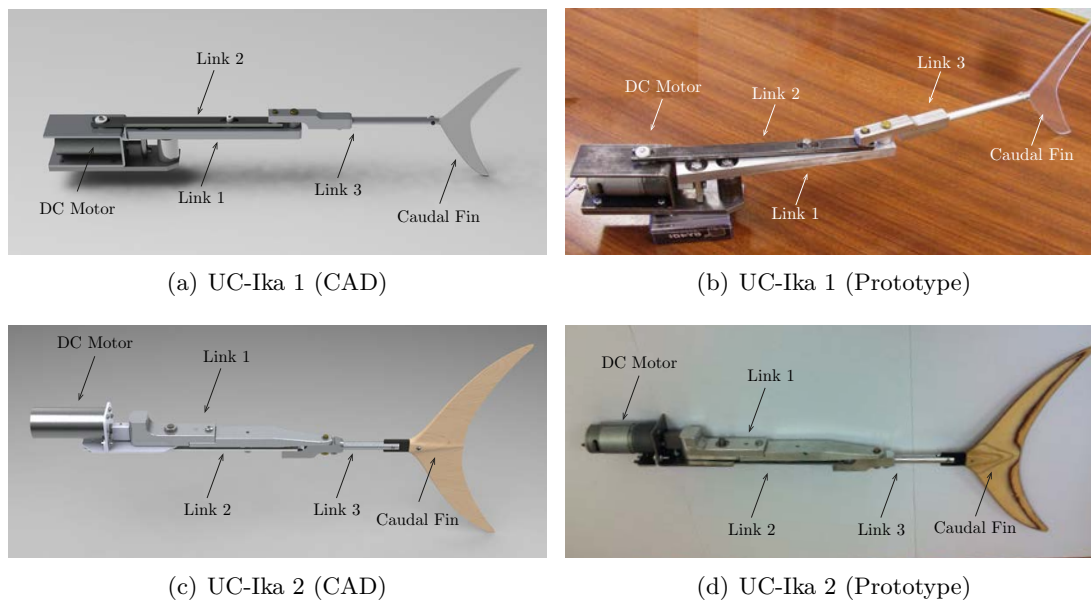 Link 2
DC Motor
Link 1
Link 3
Caudal Fin
(a) UC-Ika 1 (CAD)
DC Motor
Link 2
Link 3
Caudal Fin
Link 1
(b) UC-Ika 1 (Prototype)
DC Motor
Link 1
Link 2
Link 3
Caudal Fin
(c) UC-Ika 2 (CAD)
DC Motor
Link 1
Link 2
Link 3
Caudal Fin
(d) UC-Ika 2 (Prototype)